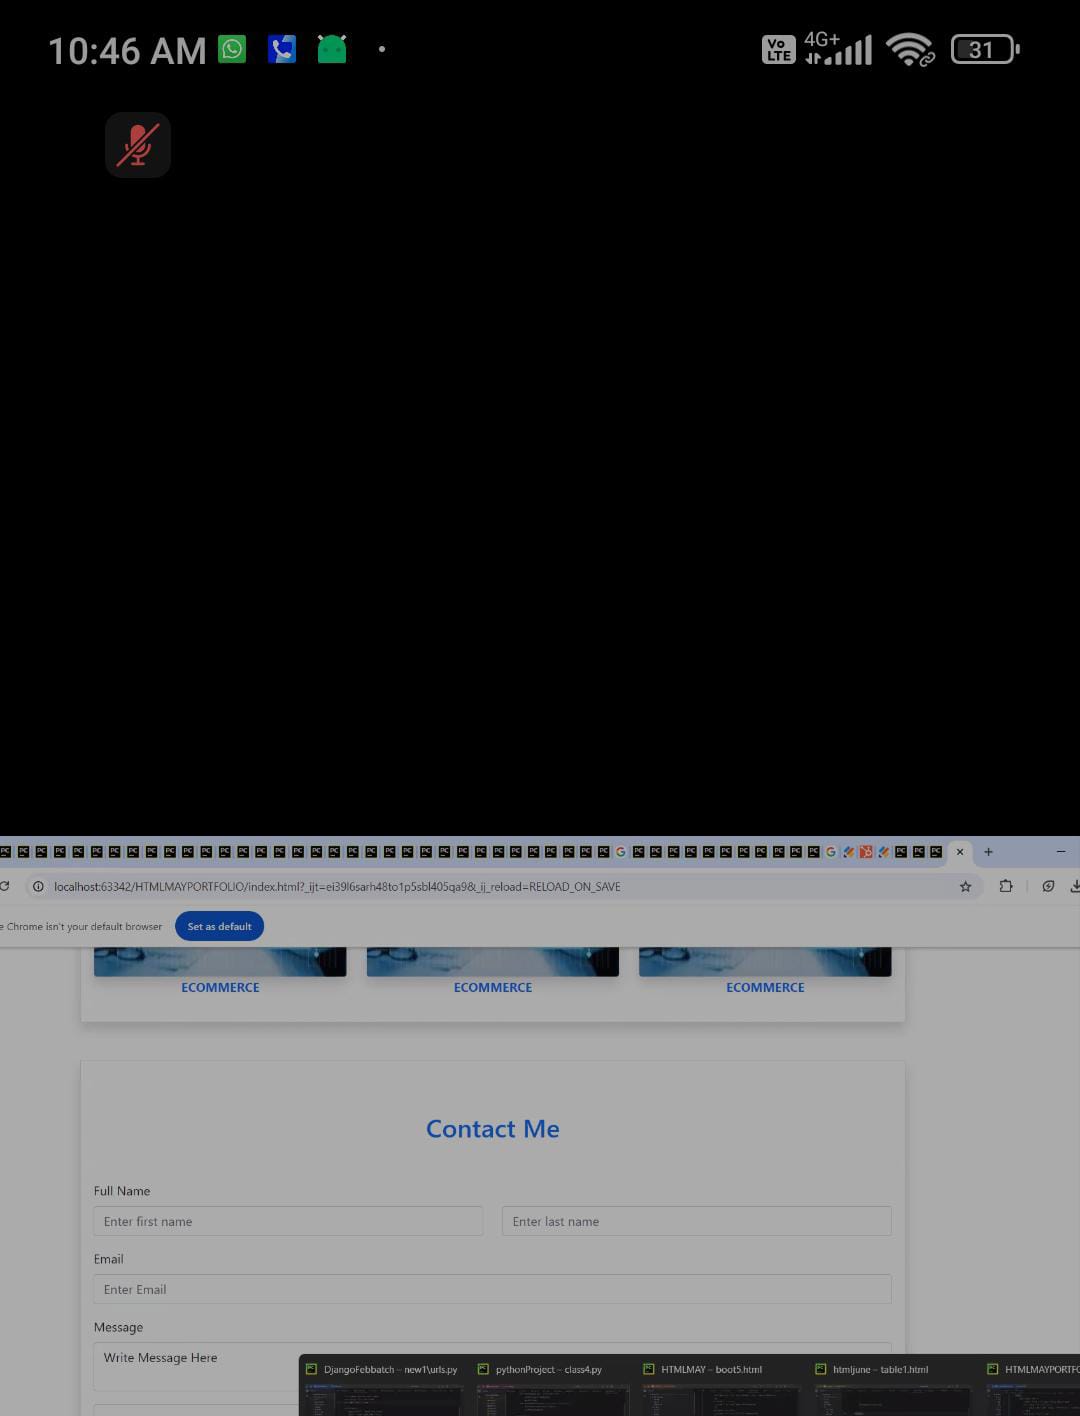 10:46 AM
Vo LTE 4G+ 31
localhost:63342/HTMLMAYPORTFOLIO/index.html?_ijt=ei39l6sarh48to1p5sbl405qa9&_ij_reload=RELOAD_ON_SAVE
e Chrome isn't your default browser Set as default
ECOMMERCE ECOMMERCE ECOMMERCE
Contact Me
Full Name
Enter first name Enter last name
Email
Enter Email
Message
Write Message Here
DjangoFebbatch – new1\urls.py pythonProject – class4.py HTMLMAY – boot5.html htmljune – table1.html HTMLMAYPORTFO